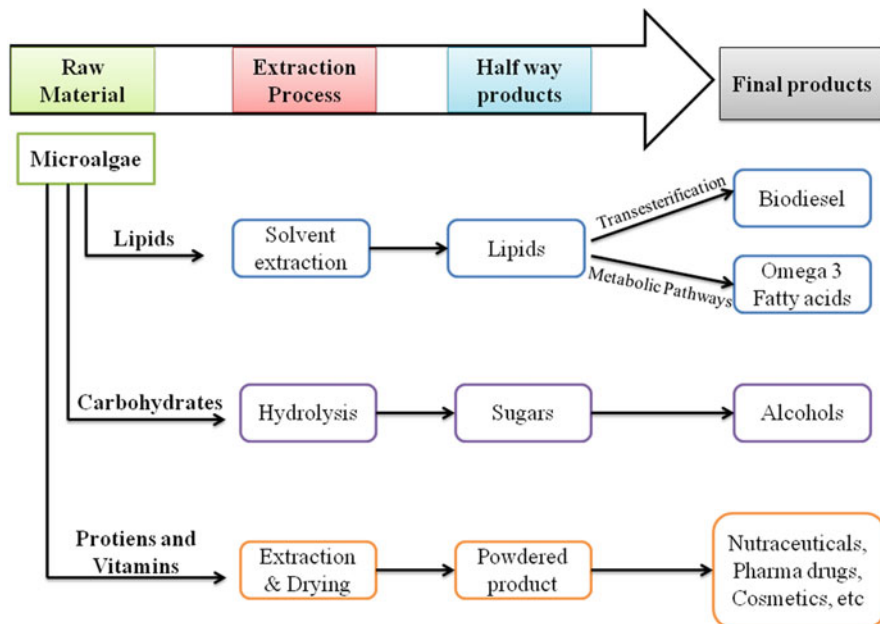 Raw
Material
Extraction
Process
Half way
products
Final products
Microalgae
Lipids
Solvent
extraction
Lipids
Transesterification
Biodiesel
Metabolic Pathways
Omega 3
Fatty acids
Carbohydrates
Hydrolysis
Sugars
Alcohols
Protiens and
Vitamins
Extraction
& Drying
Powdered
product
Nutraceuticals,
Pharma drugs,
Cosmetics, etc